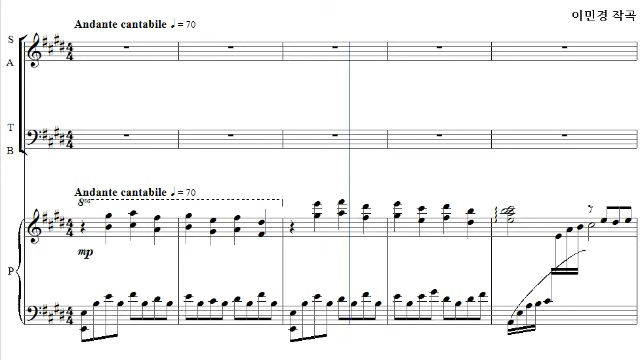 이민경 작곡
Andante cantabile ♩ = 70
S
A
T
B
Andante cantabile ♩ = 70
8va
mp
P